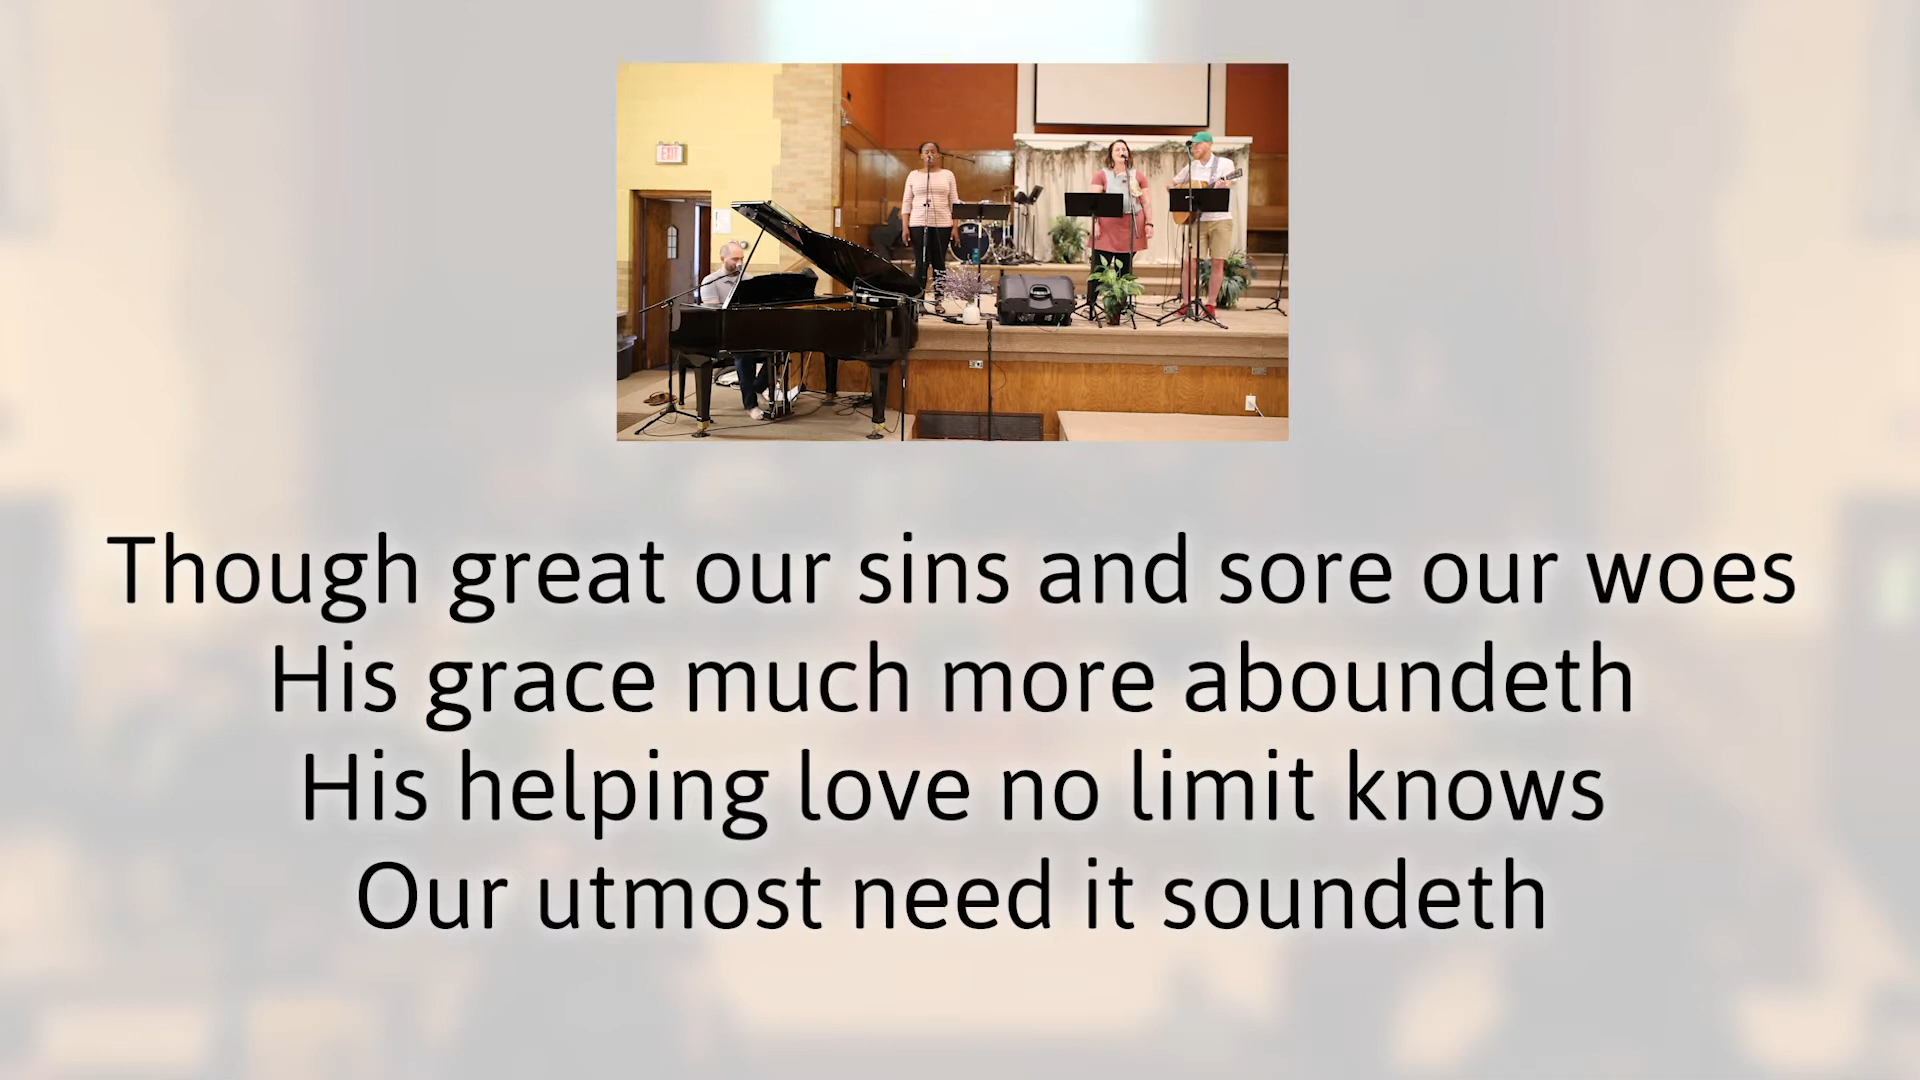 EXIT
Though great our sins and sore our woes
His grace much more aboundeth
His helping love no limit knows
Our utmost need it soundeth